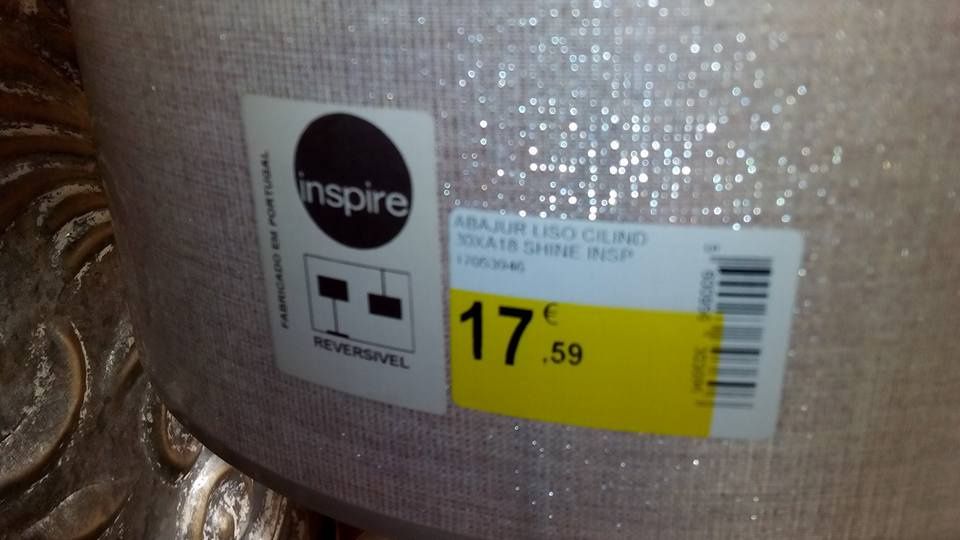 FABRICADO EM PORTUGAL
inspire
REVERSIVEL
ABAJUR LISO CILIND
30XA18 SHINE INSP
17053946
17€,59